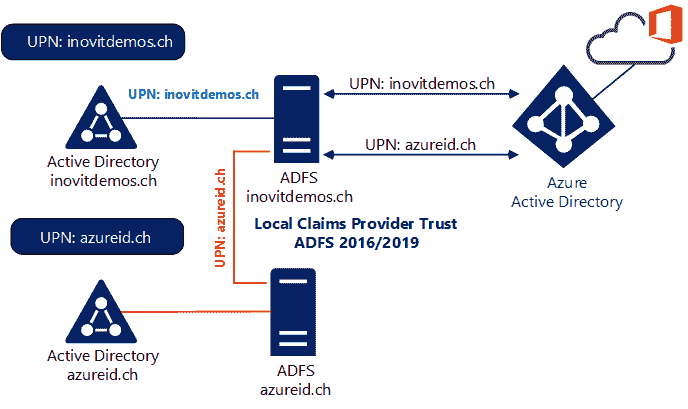 UPN: inovitdemos.ch
UPN: inovitdemos.ch
Active Directory
inovitdemos.ch
ADFS
inovitdemos.ch
UPN: inovitdemos.ch
UPN: azureid.ch
Azure
Active Directory
UPN: azureid.ch
Local Claims Provider Trust
ADFS 2016/2019
UPN: azureid.ch
Active Directory
azureid.ch
ADFS
azureid.ch